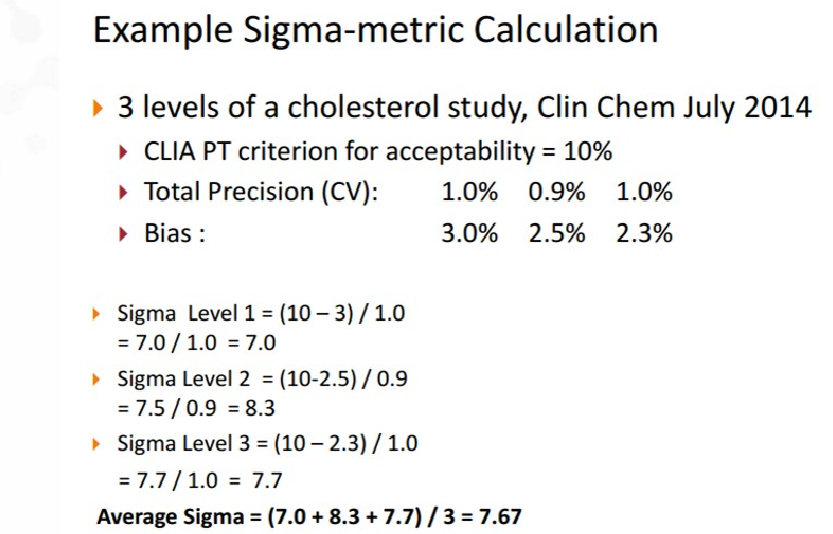 Example Sigma-metric Calculation
3 levels of a cholesterol study, Clin Chem July 2014
CLIA PT criterion for acceptability = 10%
Total Precision (CV): 1.0% 0.9% 1.0%
Bias : 3.0% 2.5% 2.3%
Sigma Level 1 = (10 – 3) / 1.0
= 7.0 / 1.0 = 7.0
Sigma Level 2 = (10-2.5) / 0.9
= 7.5 / 0.9 = 8.3
Sigma Level 3 = (10 – 2.3) / 1.0
= 7.7 / 1.0 = 7.7
Average Sigma = (7.0 + 8.3 + 7.7) / 3 = 7.67